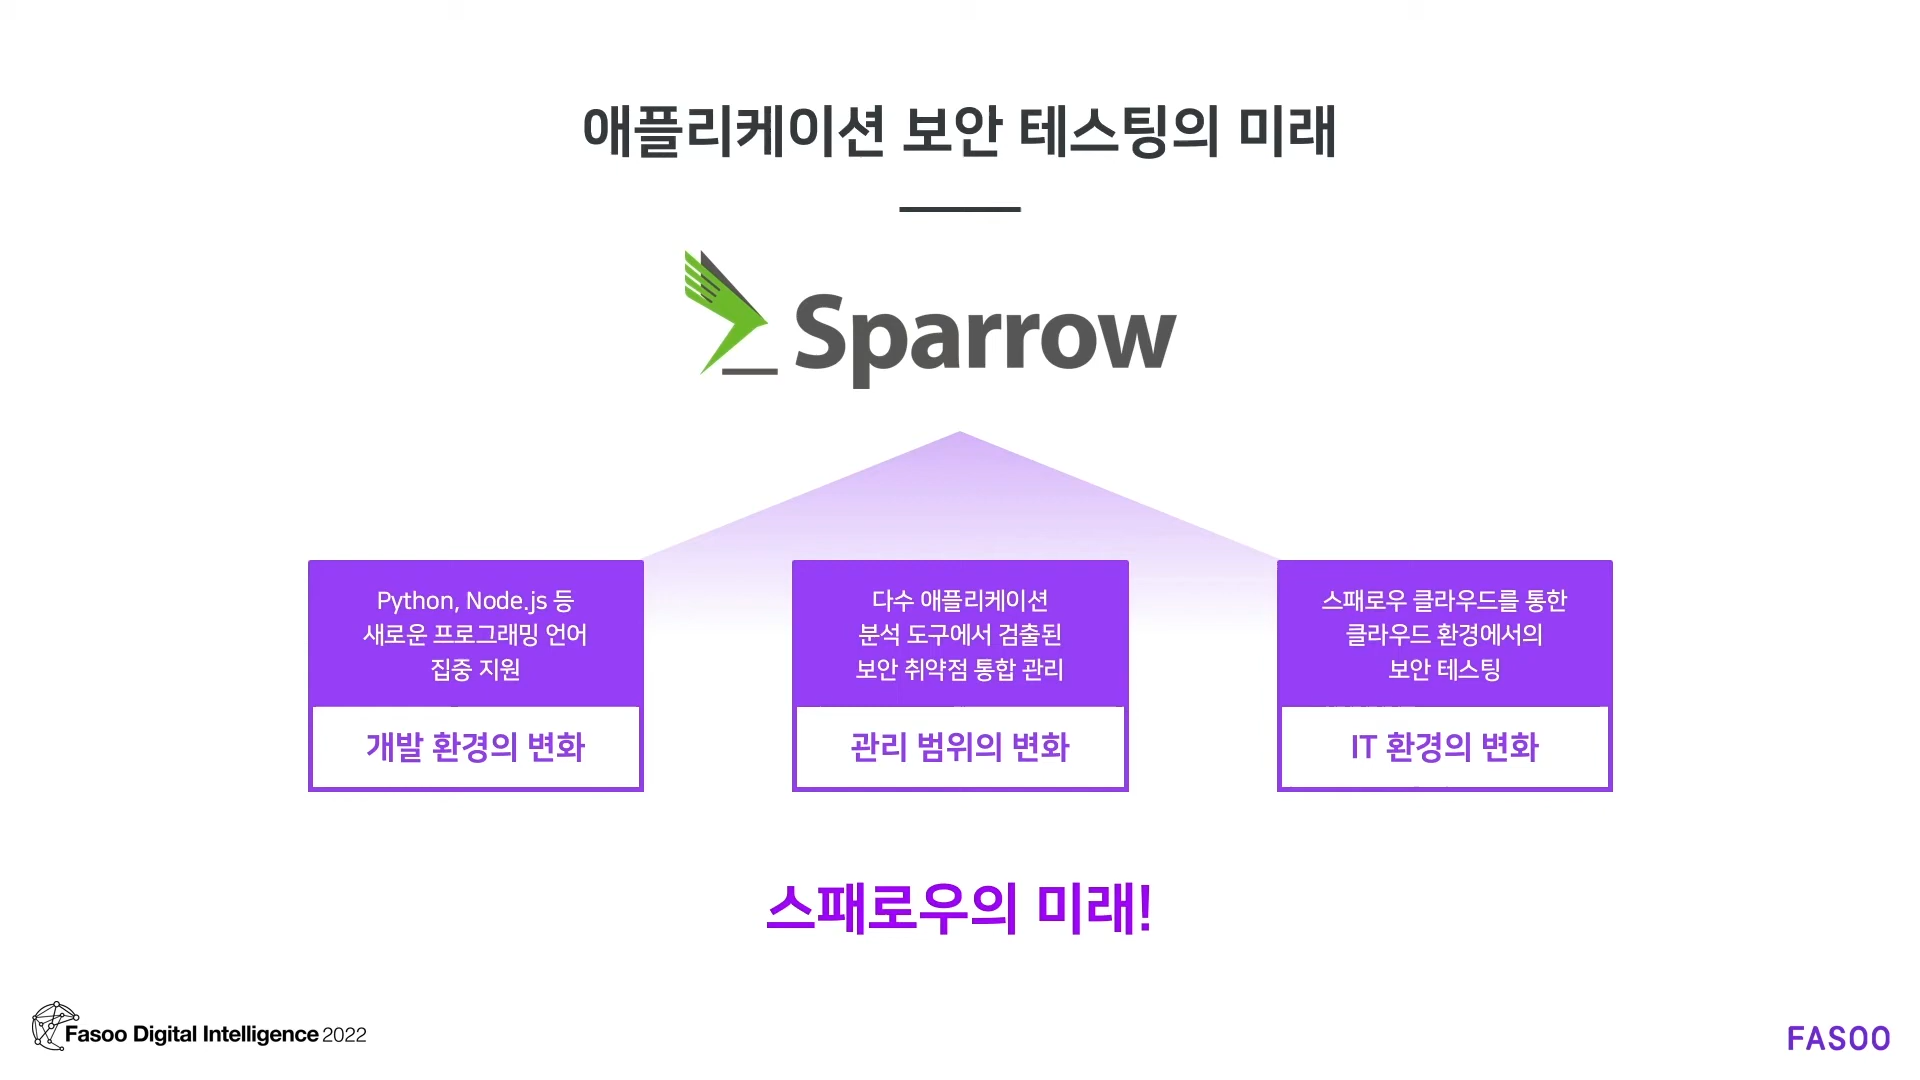 애플리케이션 보안 테스팅의 미래
Sparrow
Python, Node.js 등
새로운 프로그래밍 언어
집중 지원
개발 환경의 변화
다수 애플리케이션
분석 도구에서 검출된
보안 취약점 통합 관리
관리 범위의 변화
스패로우 클라우드를 통한
클라우드 환경에서의
보안 테스팅
IT 환경의 변화
스패로우의 미래!
Fasoo Digital Intelligence 2022
FASOO